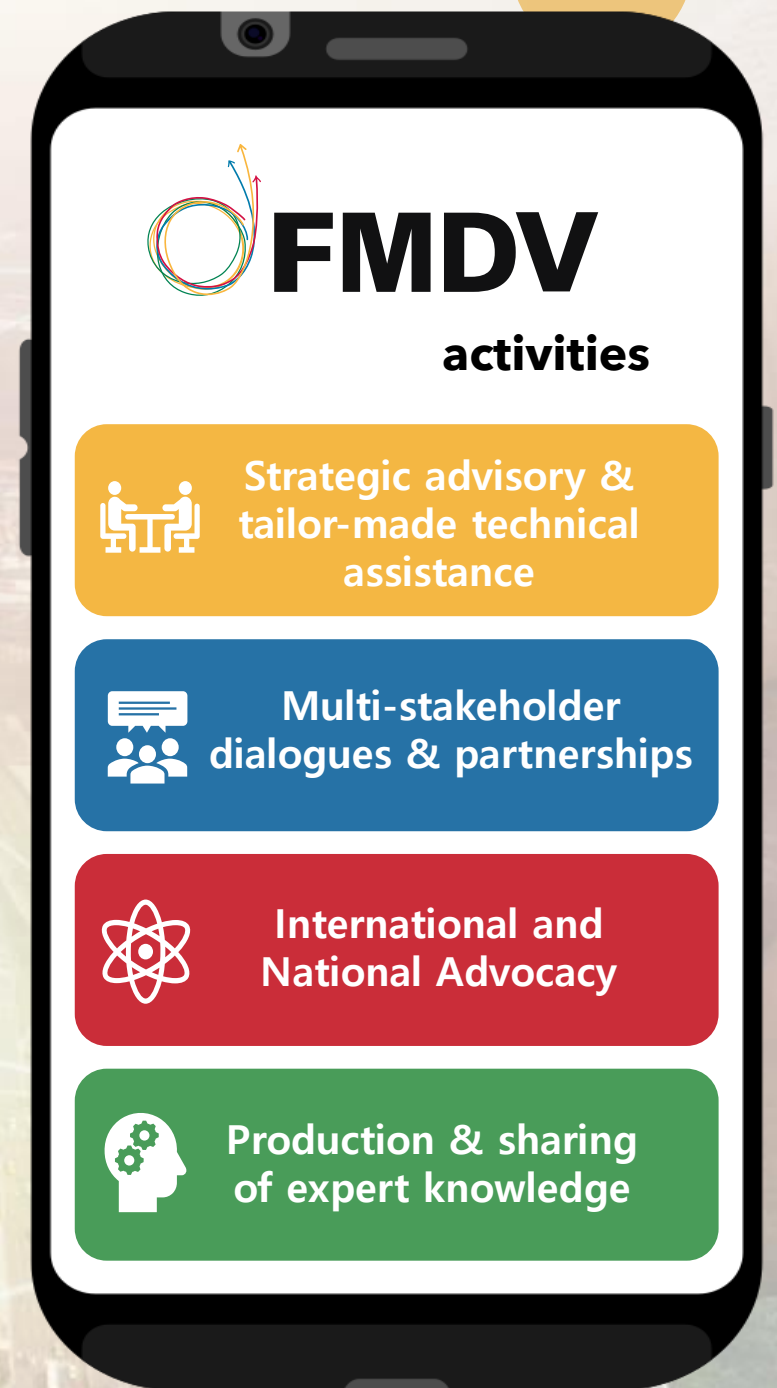 FMDV
activities
Strategic advisory &
tailor-made technical
assistance
Multi-stakeholder
dialogues & partnerships
International and
National Advocacy
Production & sharing
of expert knowledge